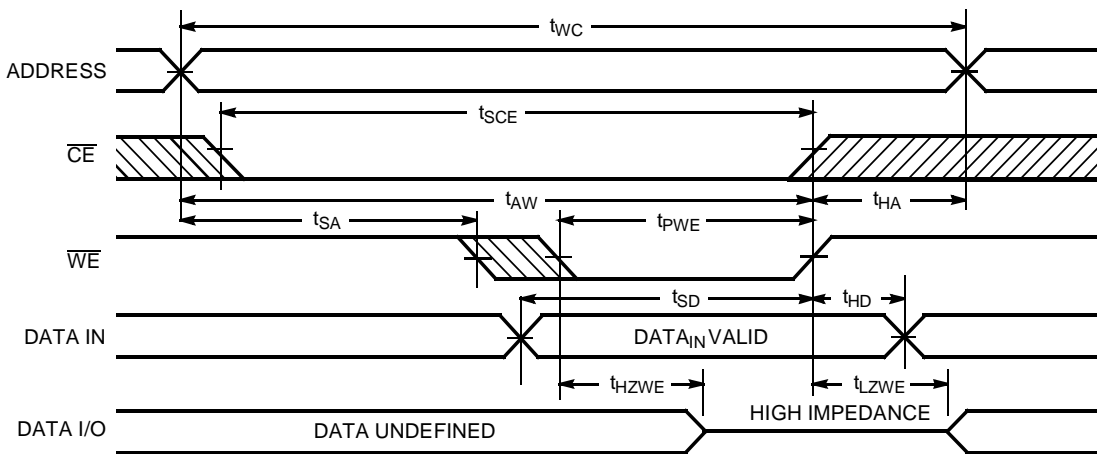 tWC
ADDRESS
tSCE
CE
tAW
tHA
tSA
tPWE
WE
tSD
tHD
DATA IN
DATAIN VALID
tHZWE
tLZWE
HIGH IMPEDANCE
DATA I/O
DATA UNDEFINED